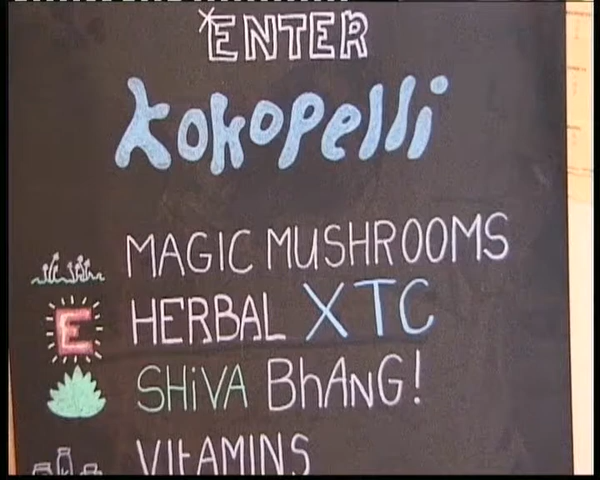 ENTER
kokopelli
MAGIC MUSHROOMS
E HERBAL XTC
SHiVA BhANG!
VITAMINS